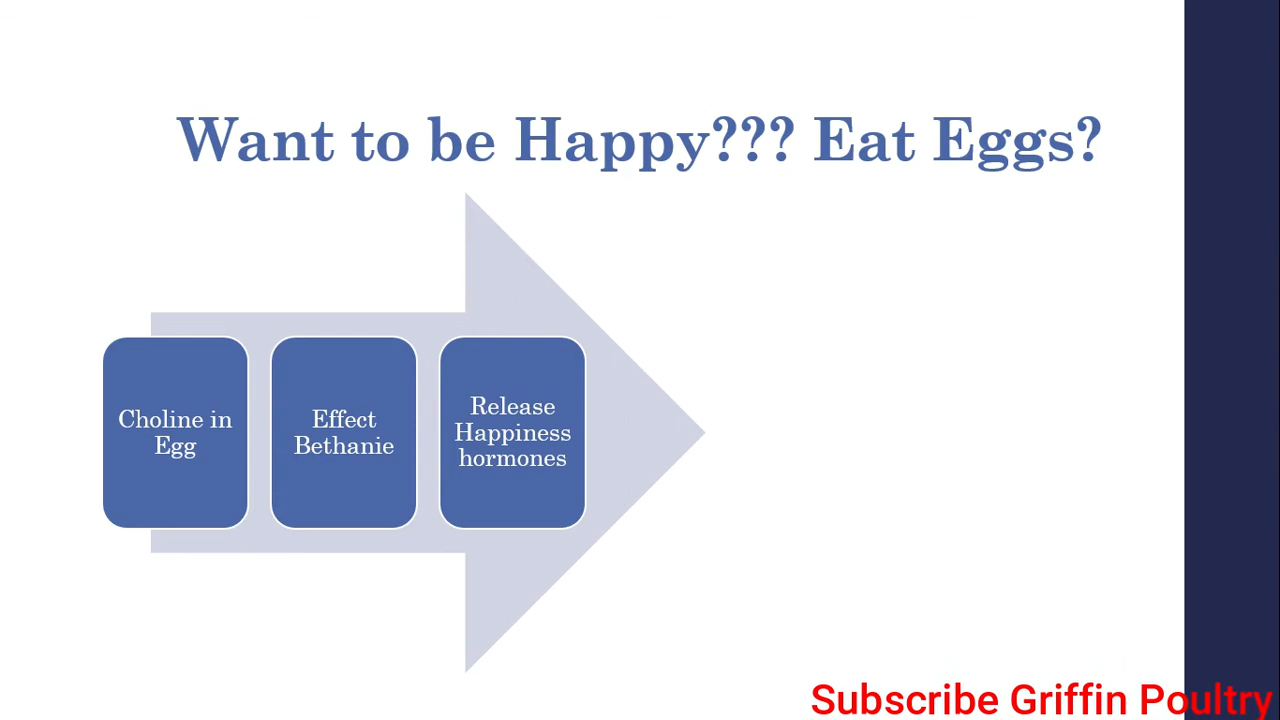 Want to be Happy??? Eat Eggs?
Choline in
Egg
Effect
Bethanie
Release
Happiness
hormones
Subscribe Griffin Poultry